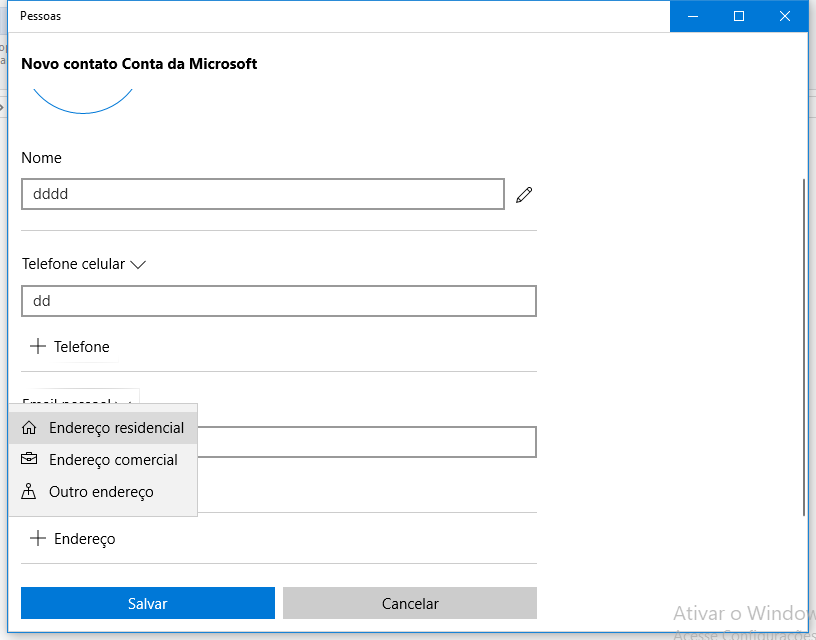 Pessoas
Novo contato Conta da Microsoft
Nome
dddd
Telefone celular
dd
Telefone
Email pessoal
Endereço residencial
Endereço comercial
Outro endereço
Endereço
Salvar
Cancelar
Ativar o Window
Acesse Configurações